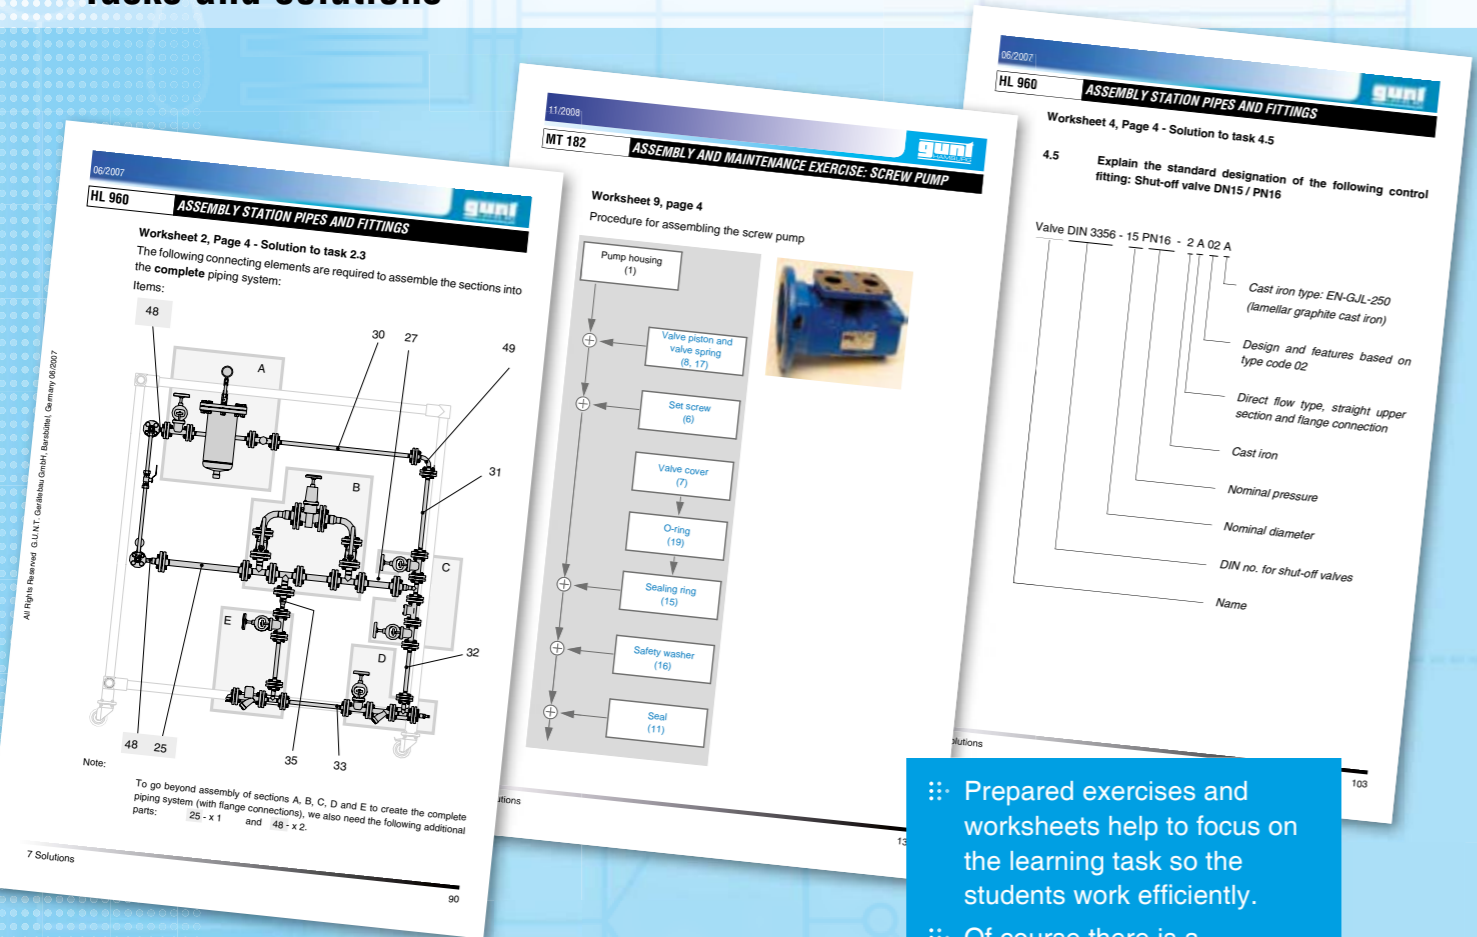 Tasks and solutions
06/2007
gunt
HL 960
ASSEMBLY STATION PIPES AND FITTINGS
Worksheet 2, Page 4 - Solution to task 2.3
The following connecting elements are required to assemble the sections into
the complete piping system:
Items:
48
30
27
49
A
31
B
C
E
D
32
48
25
35
33
Note:
To go beyond assembly of sections A, B, C, D and E to create the complete
piping system (with flange connections), we also need the following additional
parts: 25 - x 1 and 48 - x 2.
7 Solutions
90
All Rights Reserved G.U.N.T. Gerätebau GmbH, Barsbüttel, Germany 06/2007
11/2008
gunt
HAMBURG
MT 182
ASSEMBLY AND MAINTENANCE EXERCISE: SCREW PUMP
Worksheet 9, page 4
Procedure for assembling the screw pump
Pump housing
(1)
Valve piston and
valve spring
(8, 17)
Set screw
(6)
Valve cover
(7)
O-ring
(19)
Sealing ring
(15)
Safety washer
(16)
Seal
(11)
utions
13
06/2007
gunt
HL 960
ASSEMBLY STATION PIPES AND FITTINGS
Worksheet 4, Page 4 - Solution to task 4.5
4.5 Explain the standard designation of the following control
fitting: Shut-off valve DN15 / PN16
Valve DIN 3356 - 15 PN16 - 2 A 02 A
Cast iron type: EN-GJL-250
(lamellar graphite cast iron)
Design and features based on
type code 02
Direct flow type, straight upper
section and flange connection
Cast iron
Nominal pressure
Nominal diameter
DIN no. for shut-off valves
Name
olutions
103
Prepared exercises and
worksheets help to focus on
the learning task so the
students work efficiently.
Of course there is a